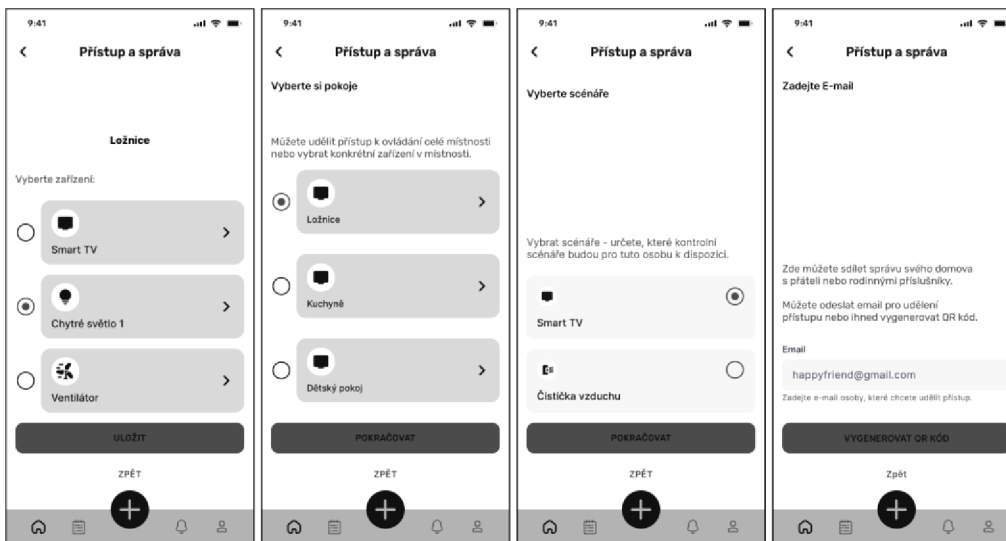 9:41
Přístup a správa
Ložnice
Vyberte zařízení:
Smart TV
Chytré světlo 1
Ventilátor
ULOŽIT
ZPĚT
9:41
Přístup a správa
Vyberte si pokoje
Můžete udělit přístup k ovládání celé místnosti
nebo vybrat konkrétní zařízení v místnosti.
Ložnice
Kuchyně
Dětský pokoj
POKRAČOVAT
ZPĚT
9:41
Přístup a správa
Vyberte scénáře
Vybrat scénáře - určete, které kontrolní
scénáře budou pro tuto osobu k dispozici.
Smart TV
Čistička vzduchu
POKRAČOVAT
ZPĚT
9:41
Přístup a správa
Zadejte E-mail
Zde múžete sdílet správu svého domova
s přáteli nebo rodinnými příslušníky.
Múžete odeslat email pro udělení
přístupu nebo ihned vygenerovat QR kód.
Email
happyfriend@gmail.com
Zadejte e-mail osoby, které chcete udělit přístup.
VYGENEROVAT QR KÓD
Zpět